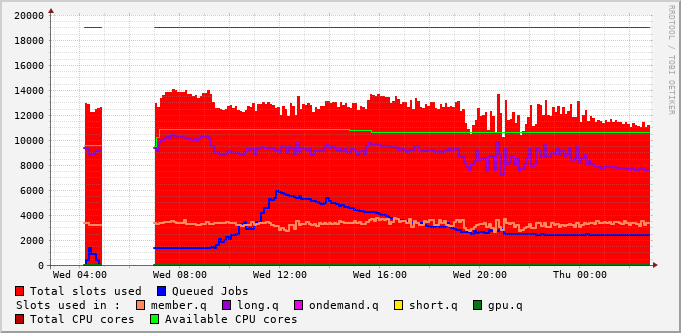 20000
18000
16000
14000
12000
10000
8000
6000
4000
2000
0
Wed 04:00 Wed 08:00 Wed 12:00 Wed 16:00 Wed 20:00 Thu 00:00
RRDTOOL / TOBI OETIKER
Total slots used Queued Jobs
Slots used in : member.q long.q ondemand.q short.q gpu.q
Total CPU cores Available CPU cores